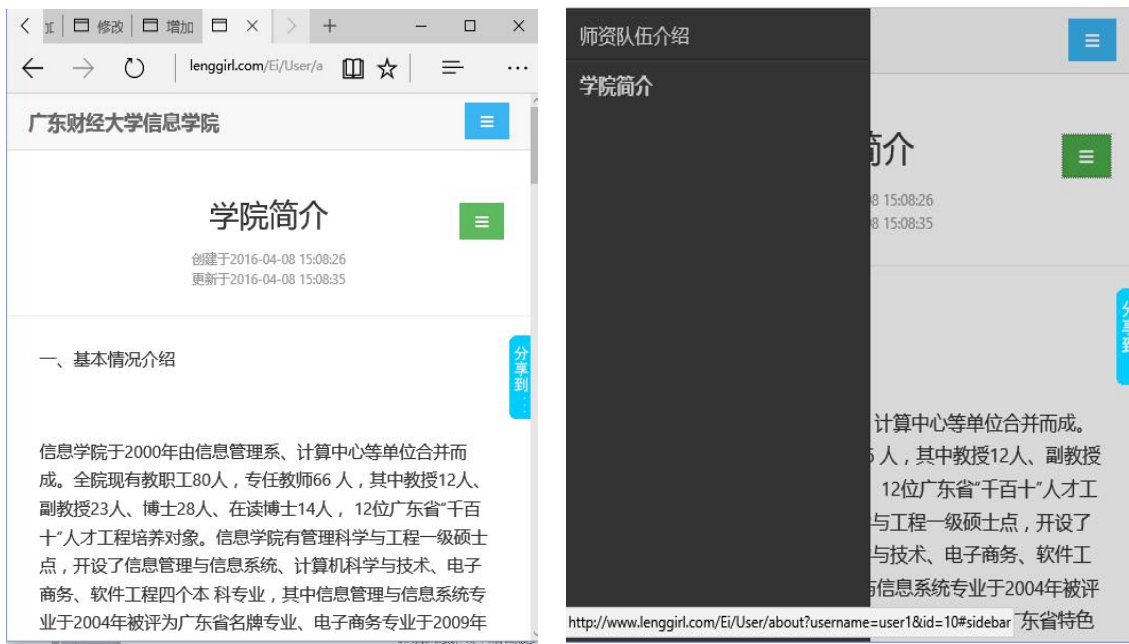 修改
增加
lenggirl.com/Ei/User/a
广东财经大学信息学院
学院简介
创建于2016-04-08 15:08:26
更新于2016-04-08 15:08:35
一、基本情况介绍
分享到
信息学院于2000年由信息管理系、计算中心等单位合并而
成。全院现有教职工80人，专任教师66 人，其中教授12人、
副教授23人、博士28人、在读博士14人， 12位广东省“千百
十”人才工程培养对象。信息学院有管理科学与工程一级硕士
点，开设了信息管理与信息系统、计算机科学与技术、电子
商务、软件工程四个本 科专业，其中信息管理与信息系统专
业于2004年被评为广东省名牌专业、电子商务专业于2009年
师资队伍介绍
学院简介
简介
8 15:08:26
8 15:08:35
分享到
计算中心等单位合并而成。
人，其中教授12人、副教授
12位广东省“千百十”人才工
与工程一级硕士点，开设了
与技术、电子商务、软件工
信息系统专业于2004年被评
http://www.lenggirl.com/Ei/User/about?username=user1&id=10#sidebar
东省特色